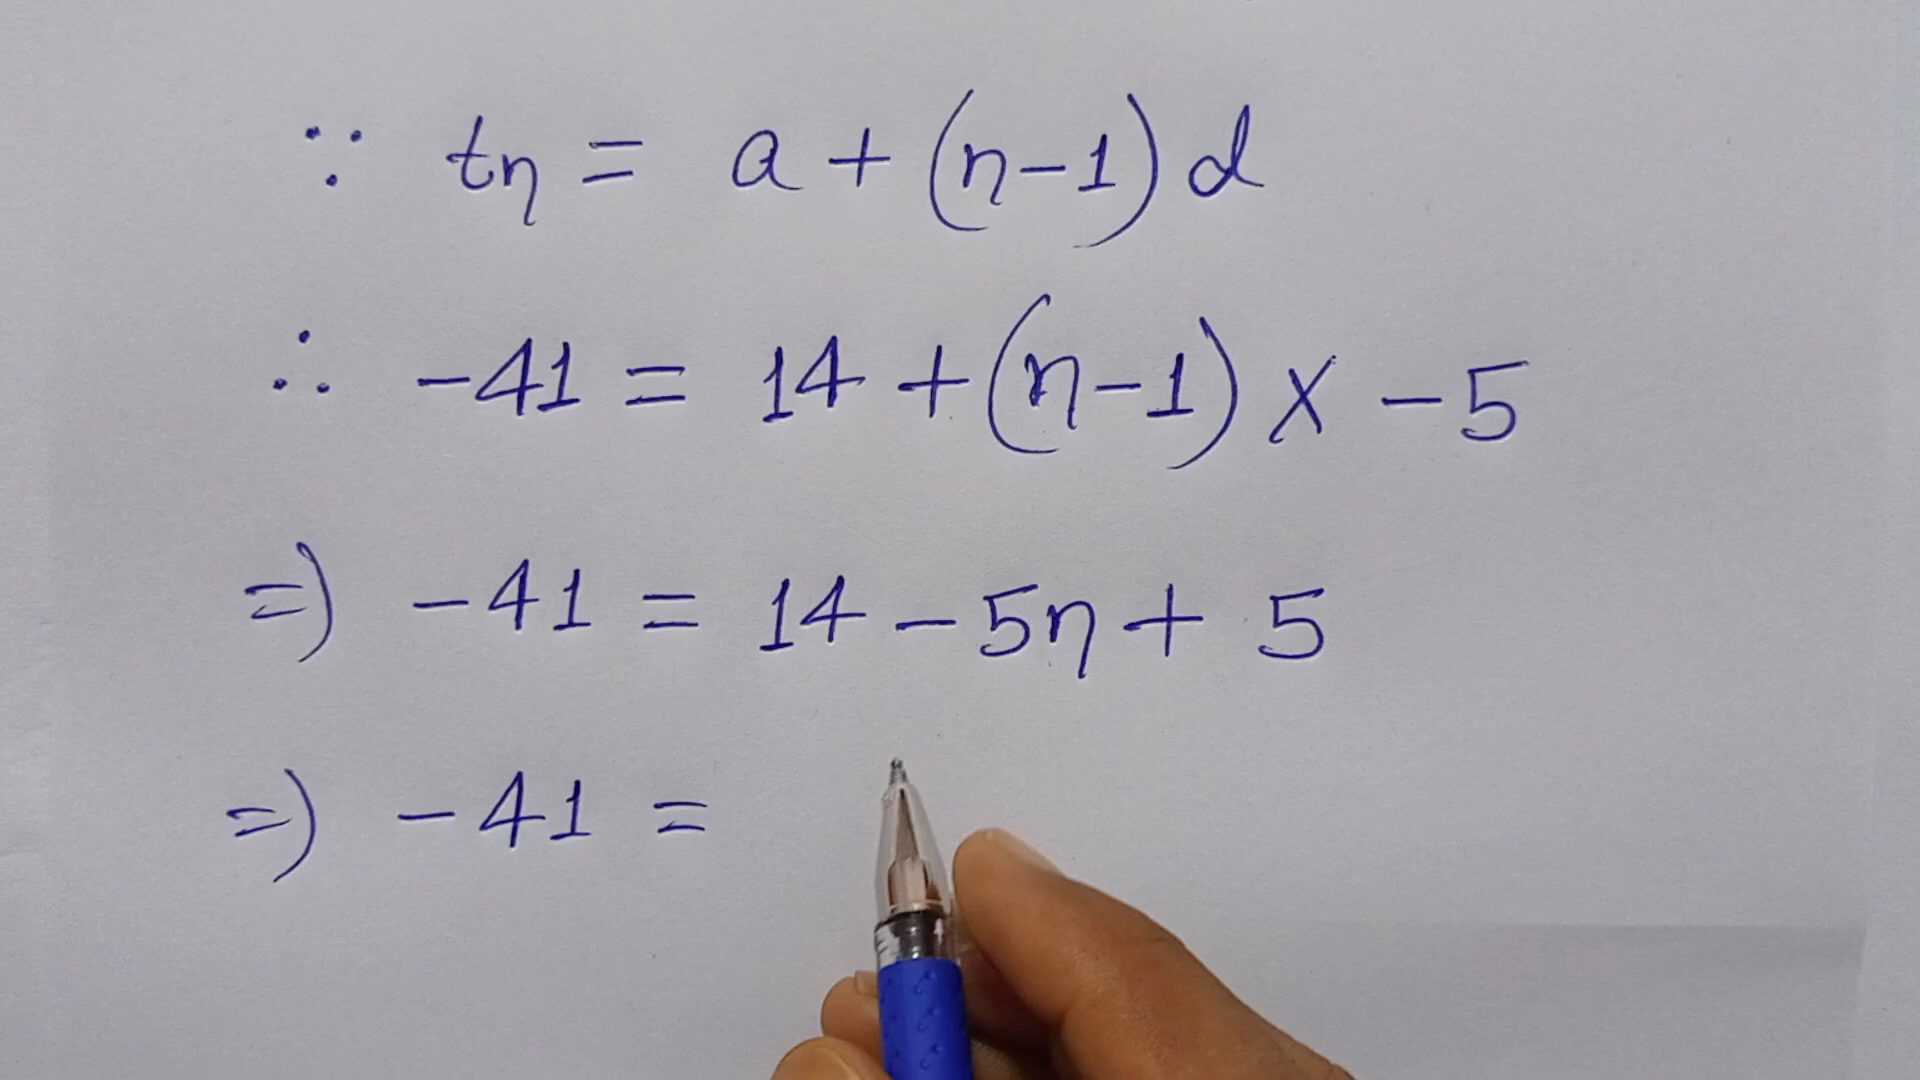 ∵ tn = a + (n-1) d
∴ -41 = 14 + (n-1) × -5
⇒ -41 = 14 - 5n + 5
⇒ -41 =